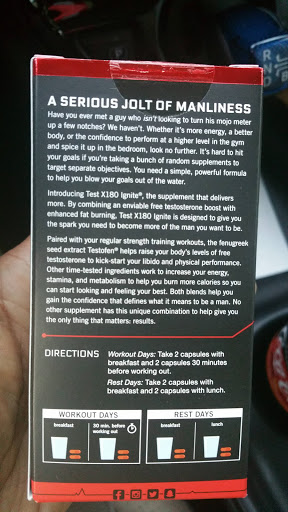 A SERIOUS JOLT OF MANLINESS
Have you ever met a guy who isn't looking to turn his mojo meter
up a few notches? We haven't. Whether it's more energy, a better
body, or the confidence to perform at a higher level in the gym
and spice it up in the bedroom, look no further. It's hard to hit
your goals if you're taking a bunch of random supplements to
target separate objectives. You need a simple, powerful formula
to help you blow your goals out of the water.
Introducing Test X180 Ignite®, the supplement that delivers
more. By combining an enviable free testosterone boost with
enhanced fat burning, Test X180 Ignite® is designed to give you
the spark you need to become more of the man you want to be.
Paired with your regular strength training workouts, the fenugreek
seed extract Testofen® helps raise your body's levels of free
testosterone to kick-start your libido and physical performance.
Other time-tested ingredients work to increase your energy,
stamina, and metabolism to help you burn more calories so you
can start looking and feeling your best. Both blends help you
gain the confidence that defines what it means to be a man. No
other supplement has this unique combination to help give you
the only thing that matters: results.
DIRECTIONS
Workout Days: Take 2 capsules with
breakfast and 2 capsules 30 minutes
before working out.
Rest Days: Take 2 capsules with
breakfast and 2 capsules with lunch.
WORKOUT DAYS
breakfast
30 min. before
working out
REST DAYS
breakfast
lunch
R
N
D